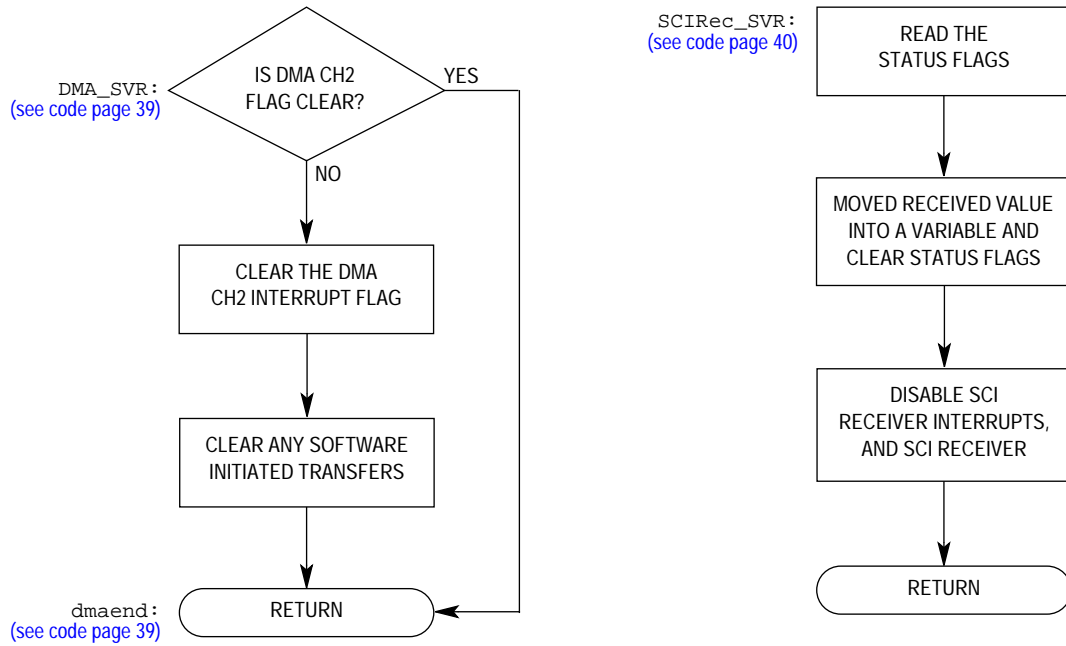 DMA_SVR:
(see code page 39)
IS DMA CH2
FLAG CLEAR?
YES
NO
CLEAR THE DMA
CH2 INTERRUPT FLAG
CLEAR ANY SOFTWARE
INITIATED TRANSFERS
dmaend:
(see code page 39)
RETURN
SCIRec_SVR:
(see code page 40)
READ THE
STATUS FLAGS
MOVED RECEIVED VALUE
INTO A VARIABLE AND
CLEAR STATUS FLAGS
DISABLE SCI
RECEIVER INTERRUPTS,
AND SCI RECEIVER
RETURN